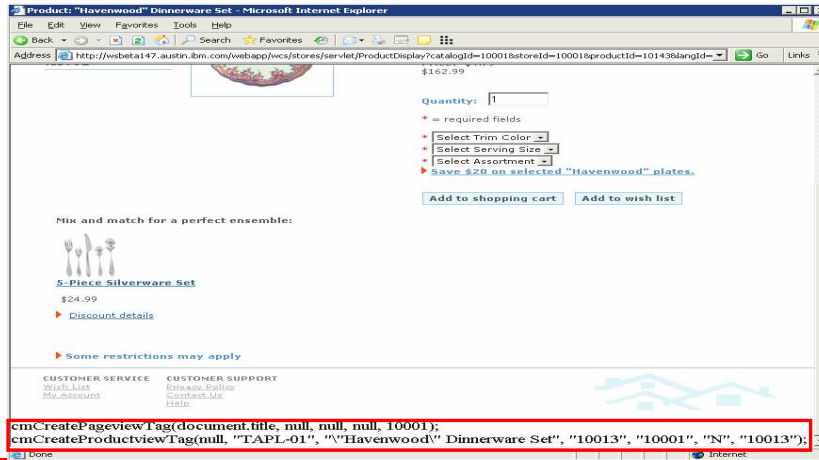 Product: "Havenwood" Dinnerware Set - Microsoft Internet Explorer
File Edit View Favorites Tools Help
Back Search Favorites
Address http://wsbeta147.austin.ibm.com/webapp/wcs/stores/servlet/ProductDisplay?catalogId=10001&storeId=10001&productId=10143&langId= Go Links
$162.99
Quantity: 1
* = required fields
* Select Trim Color
* Select Serving Size
* Select Assortment
Save $20 on selected "Havenwood" plates.
Add to shopping cart Add to wish list
Mix and match for a perfect ensemble:
5-Piece Silverware Set
$24.99
Discount details
Some restrictions may apply
CUSTOMER SERVICE CUSTOMER SUPPORT
Wish List Privacy Policy
My Account Contact Us
Help
cmCreatePageviewTag(document.title, null, null, null, 10001);
cmCreateProductviewTag(null, "TAPL-01", "\"Havenwood\" Dinnerware Set", "10013", "10001", "N", "10013");
Done Internet